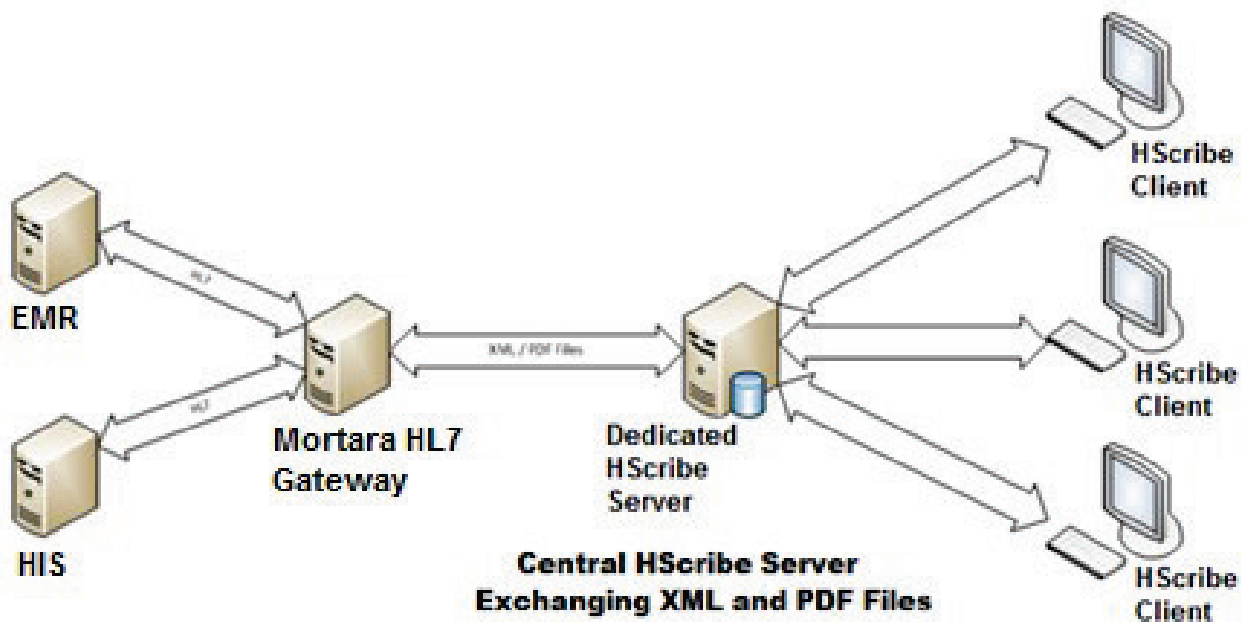 HScribe
Client
EMR
HL7
HL7
HIS
Mortara HL7
Gateway
XML / PDF Files
Dedicated
HScribe
Server
HScribe
Client
HScribe
Client
Central HScribe Server
Exchanging XML and PDF Files